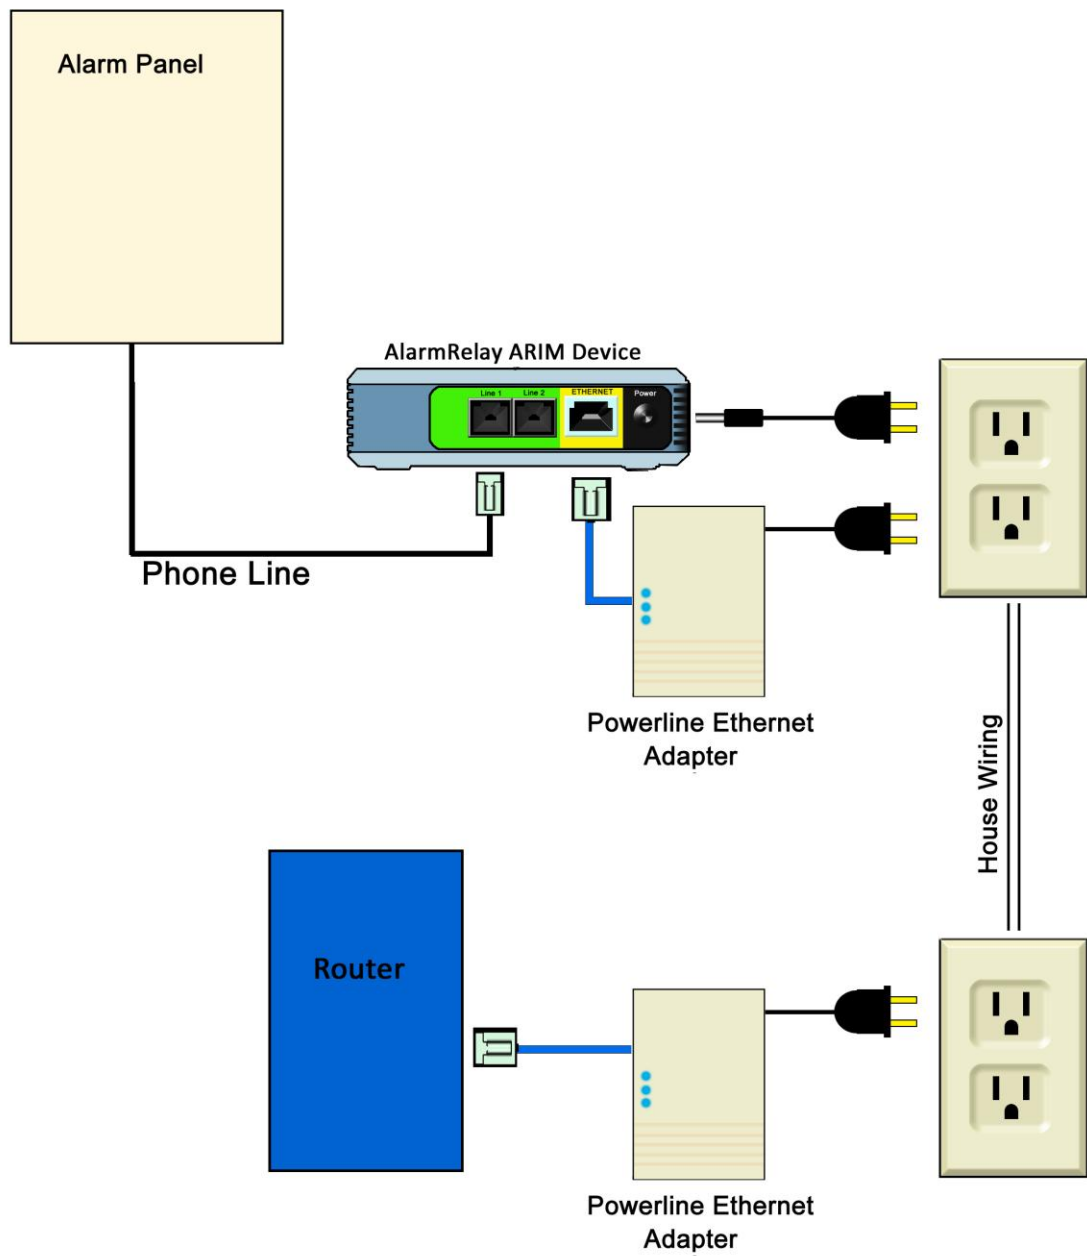 Alarm Panel
AlarmRelay ARIM Device
Line 1 Line 2 ETHERNET Power
Phone Line
Powerline Ethernet
Adapter
House Wiring
Router
Powerline Ethernet
Adapter